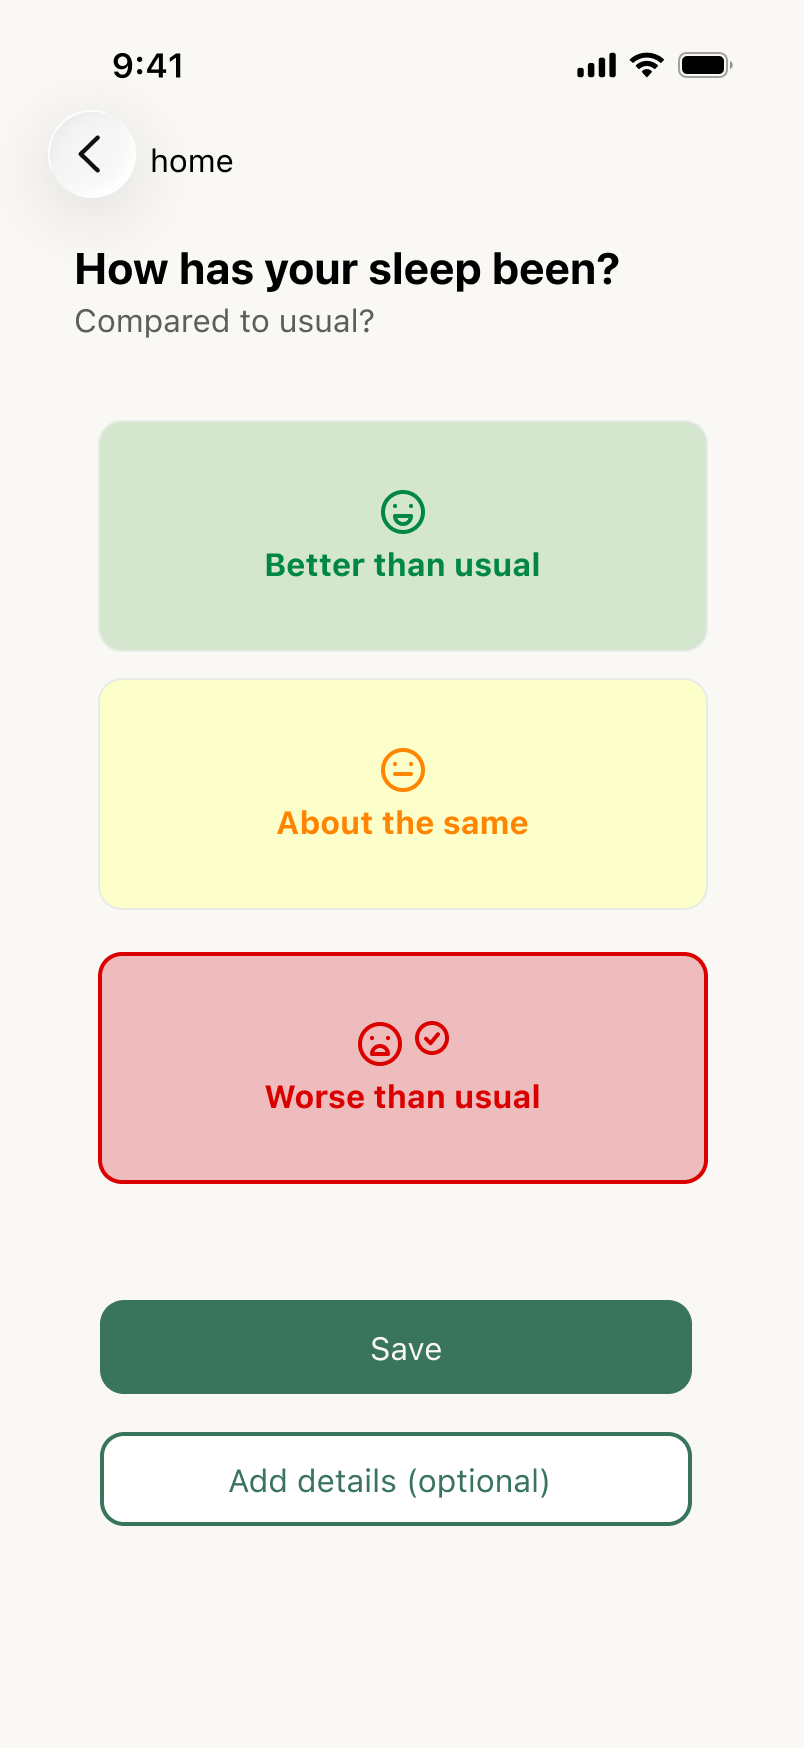 9:41
home
How has your sleep been?
Compared to usual?
Better than usual
About the same
Worse than usual
Save
Add details (optional)